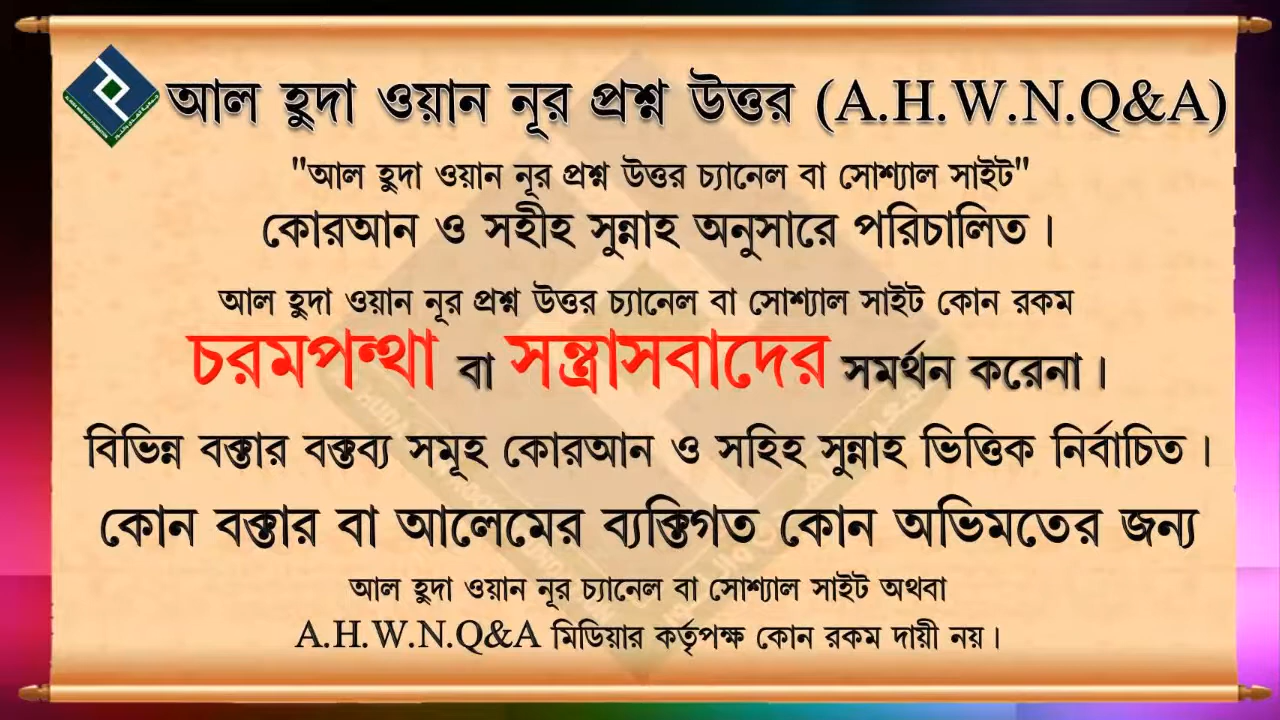 আল হুদা ওয়ান নূর প্রশ্ন উত্তর (A.H.W.N.Q&A)
"আল হুদা ওয়ান নূর প্রশ্ন উত্তর চ্যানেল বা সোশ্যাল সাইট"
কোরআন ও সহীহ সুন্নাহ অনুসারে পরিচালিত।
আল হুদা ওয়ান নূর প্রশ্ন উত্তর চ্যানেল বা সোশ্যাল সাইট কোন রকম
চরমপন্থা বা সন্ত্রাসবাদের সমর্থন করেনা।
বিভিন্ন বক্তার বক্তব্য সমূহ কোরআন ও সহিহ সুন্নাহ ভিত্তিক নির্বাচিত।
কোন বক্তার বা আলেমের ব্যক্তিগত কোন অভিমতের জন্য
আল হুদা ওয়ান নূর চ্যানেল বা সোশ্যাল সাইট অথবা
A.H.W.N.Q&A মিডিয়ার কর্তৃপক্ষ কোন রকম দায়ী নয়।